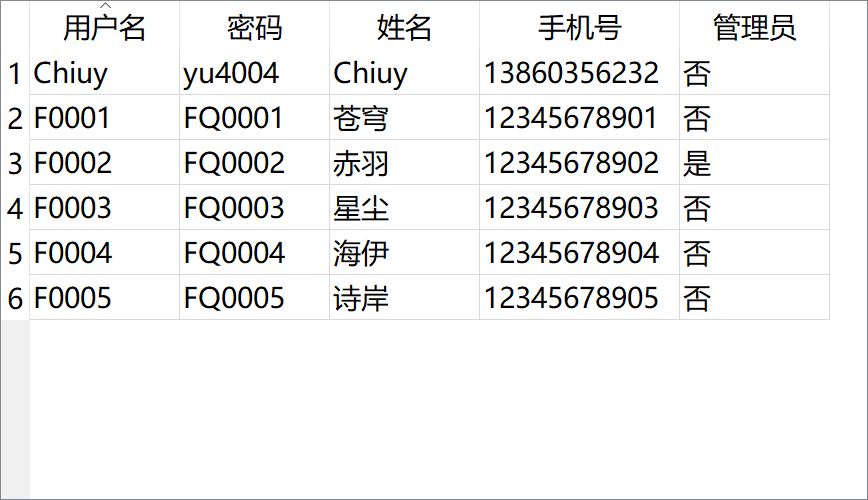 用户名 密码 姓名 手机号 管理员
1 Chiuy yu4004 Chiuy 13860356232 否
2 F0001 FQ0001 苍穹 12345678901 否
3 F0002 FQ0002 赤羽 12345678902 是
4 F0003 FQ0003 星尘 12345678903 否
5 F0004 FQ0004 海伊 12345678904 否
6 F0005 FQ0005 诗岸 12345678905 否